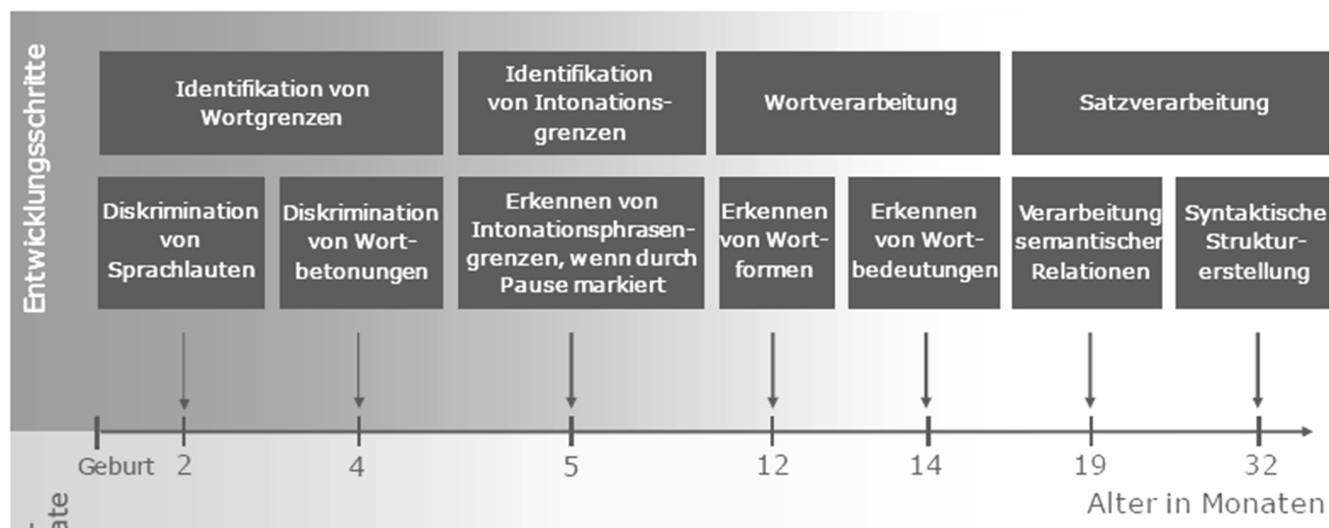 Entwicklungsschritte
Identifikation von
Wortgrenzen
Identifikation
von Intonations-
grenzen
Wortverarbeitung
Satzverarbeitung
Diskrimination
von
Sprachlauten
Diskrimination
von Wort-
betonungen
Erkennen von
Intonationsphrasen-
grenzen, wenn durch
Pause markiert
Erkennen
von Wort-
formen
Erkennen
von Wort-
bedeutungen
Verarbeitung
semantischer
Relationen
Syntaktische
Struktur-
erstellung
Geburt 2 4 5 12 14 19 32
Alter in Monaten